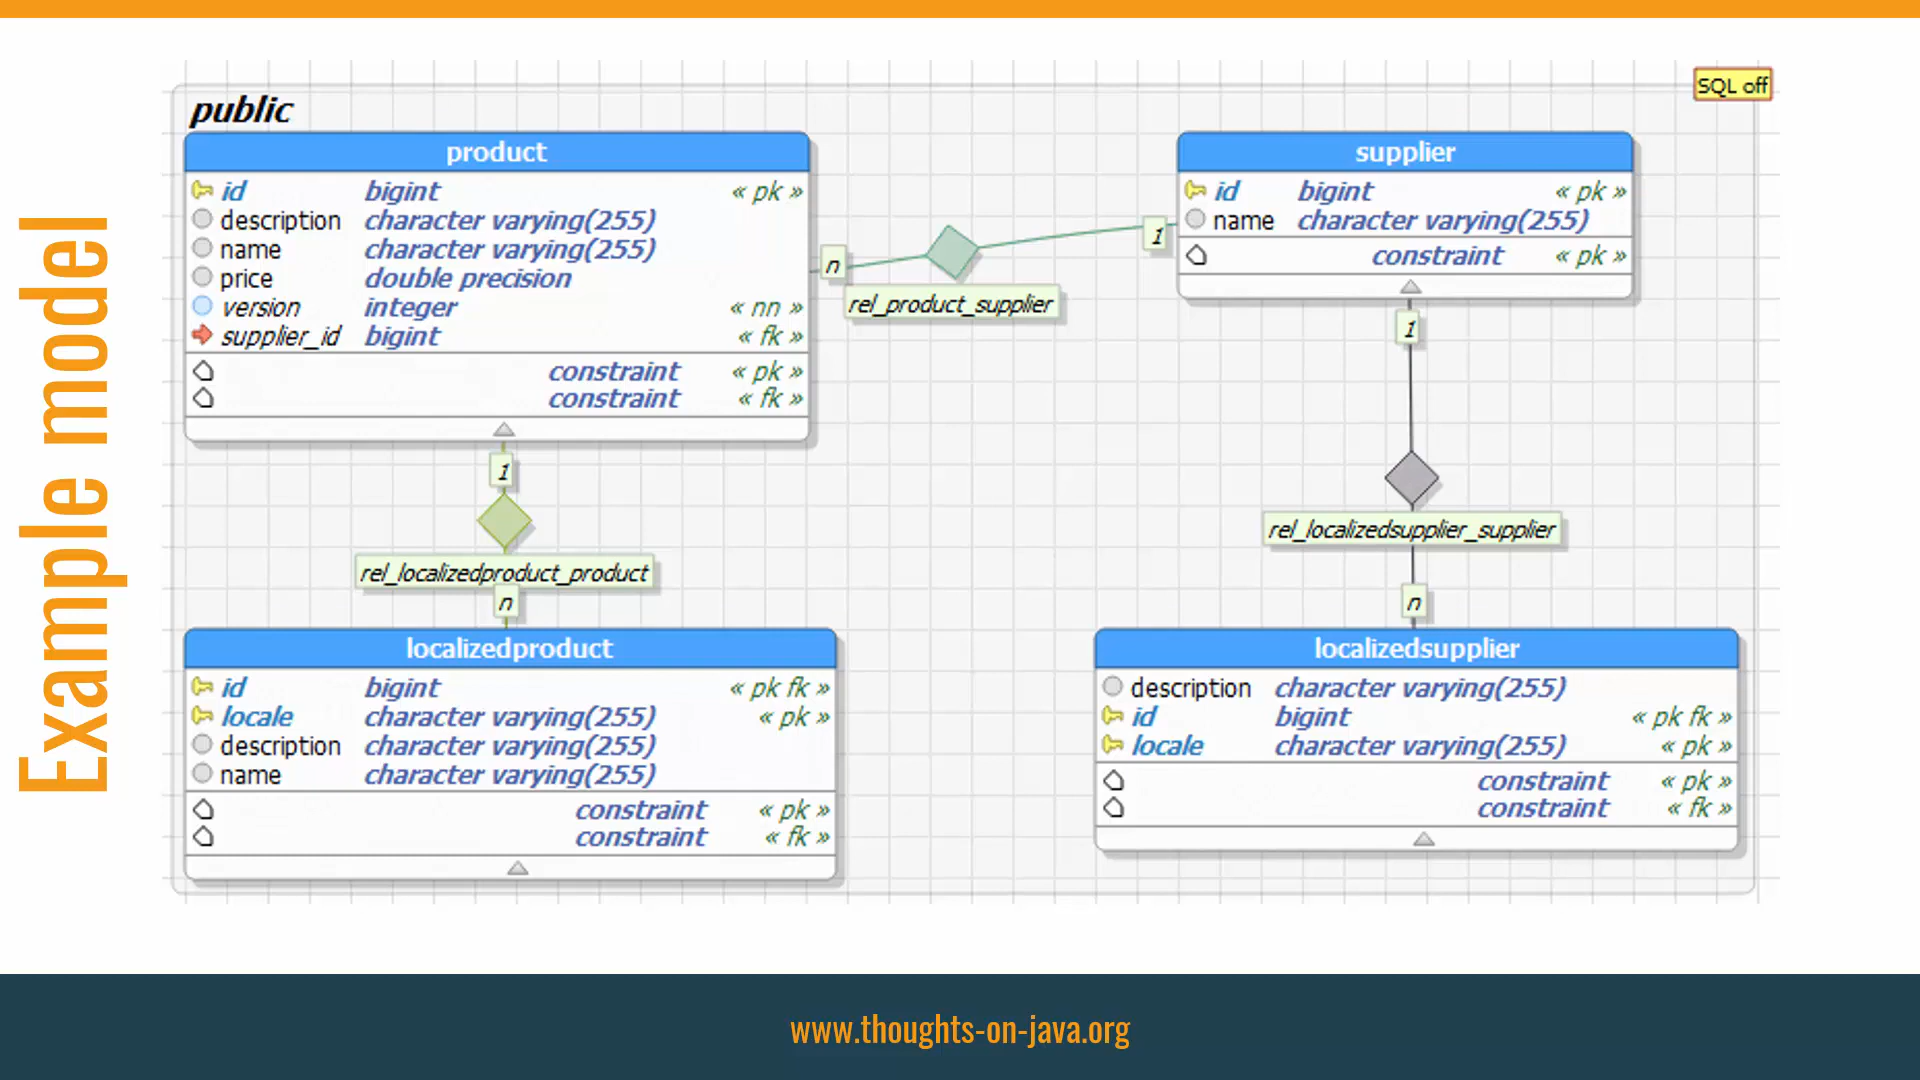 Example model
SQL off
public
product
id bigint « pk »
description character varying(255)
name character varying(255)
price double precision
version integer « nn »
supplier_id bigint « fk »
constraint « pk »
constraint « fk »
n
rel_product_supplier
1
supplier
id bigint « pk »
name character varying(255)
constraint « pk »
1
rel_localizedproduct_product
n
1
rel_localizedsupplier_supplier
n
localizedproduct
id bigint « pk fk »
locale character varying(255) « pk »
description character varying(255)
name character varying(255)
constraint « pk »
constraint « fk »
localizedsupplier
description character varying(255)
id bigint « pk fk »
locale character varying(255) « pk »
constraint « pk »
constraint « fk »
www.thoughts-on-java.org